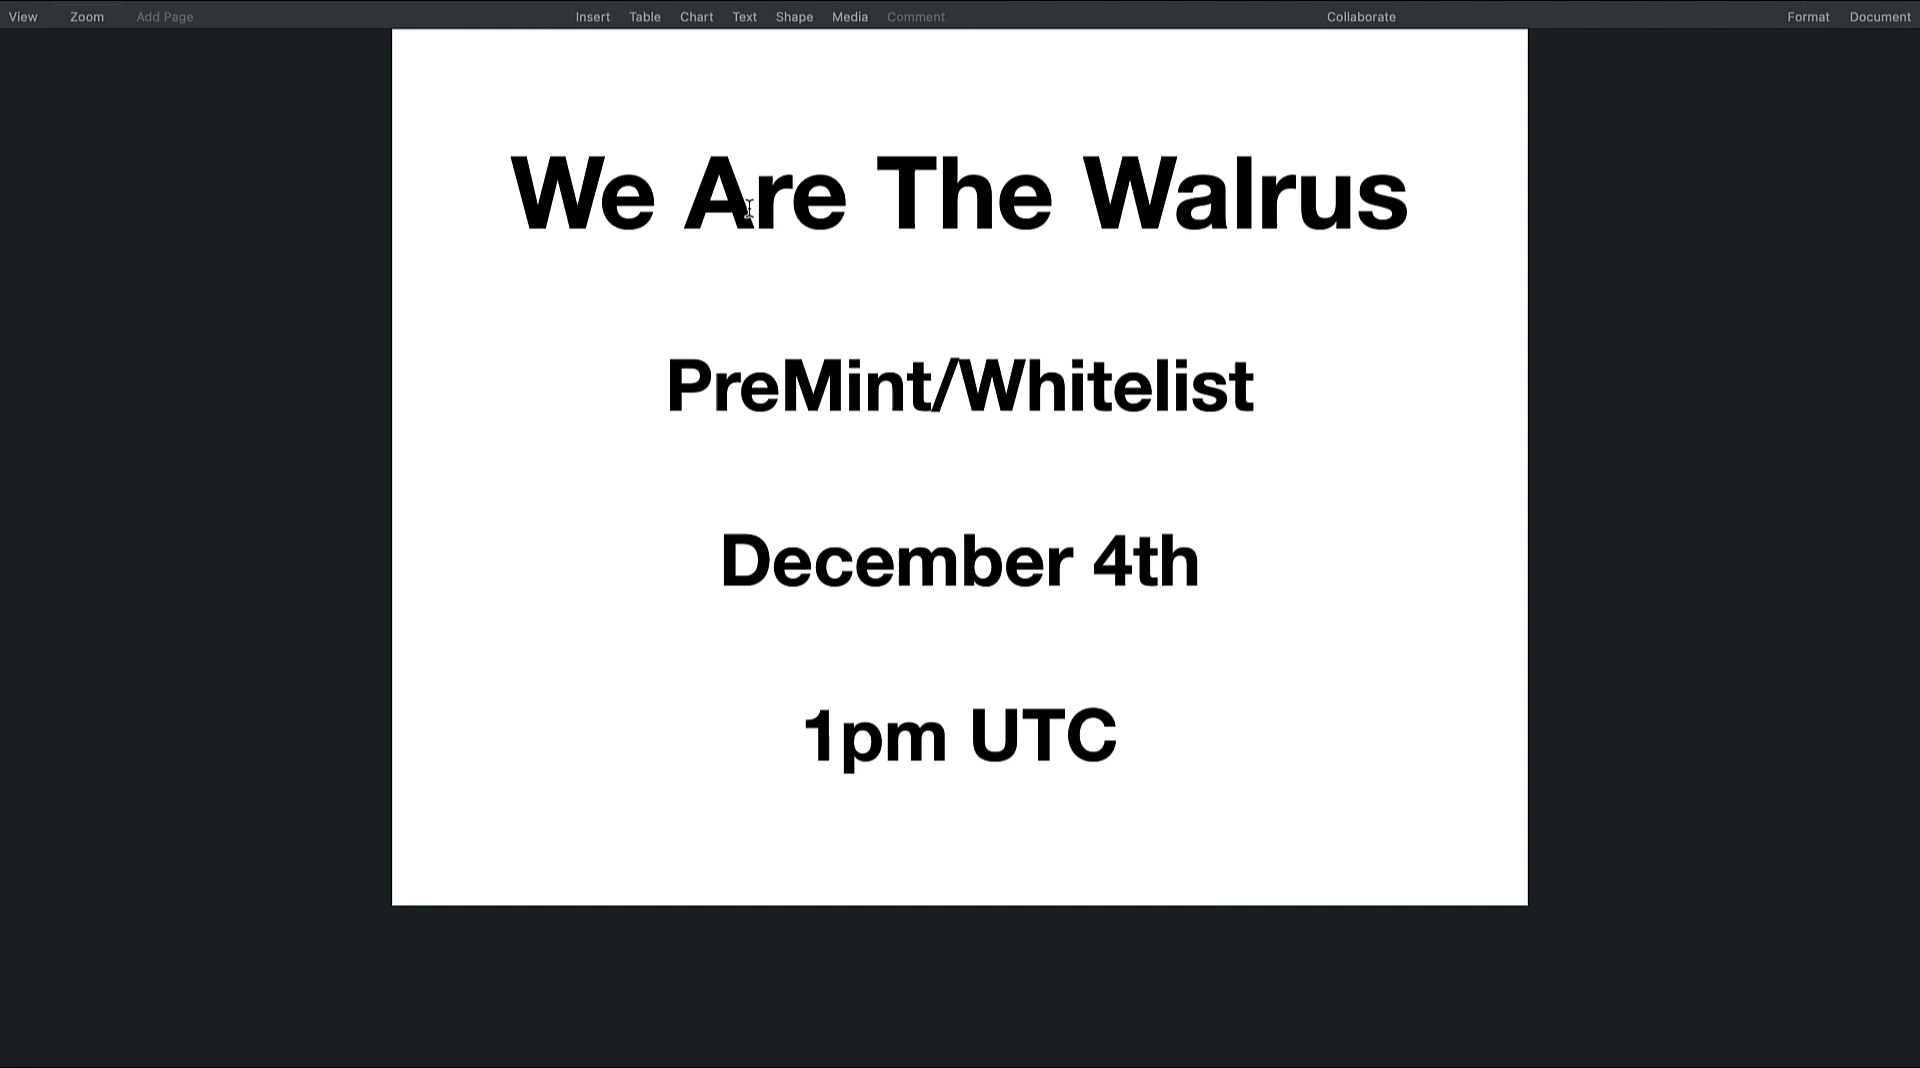 View Zoom Add Page Insert Table Chart Text Shape Media Comment Collaborate Format Document
We Are The Walrus
PreMint/Whitelist
December 4th
1pm UTC